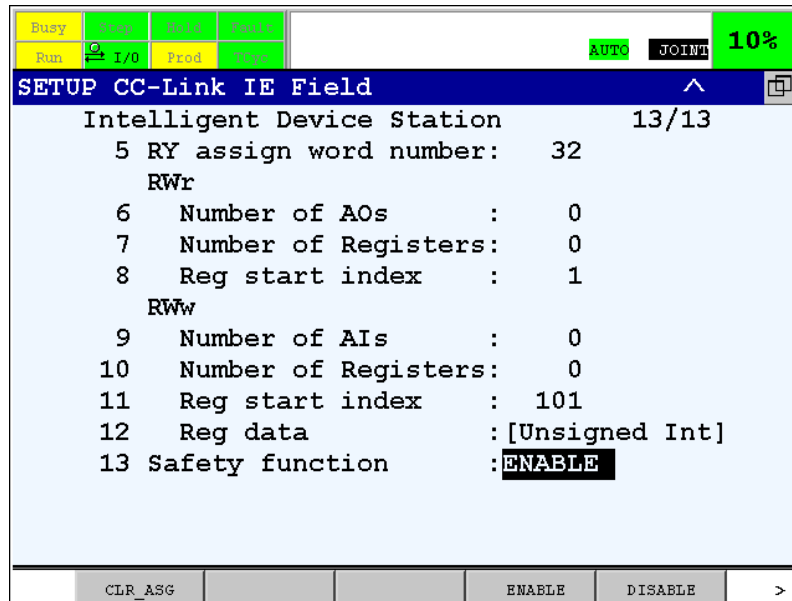 Busy Step Hold Fault
Run I/O Prod TCyc
AUTO JOINT 10%
SETUP CC-Link IE Field
Intelligent Device Station 13/13
5 RY assign word number: 32
RWr
6 Number of AOs : 0
7 Number of Registers: 0
8 Reg start index : 1
RWw
9 Number of AIs : 0
10 Number of Registers: 0
11 Reg start index : 101
12 Reg data :[Unsigned Int]
13 Safety function :ENABLE
CLR_ASG ENABLE DISABLE >